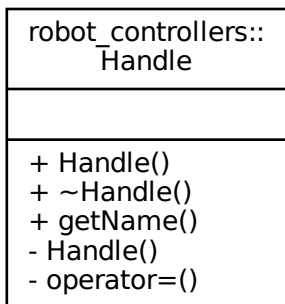 robot_controllers::
Handle
+ Handle()
+ ~Handle()
+ getName()
- Handle()
- operator=()